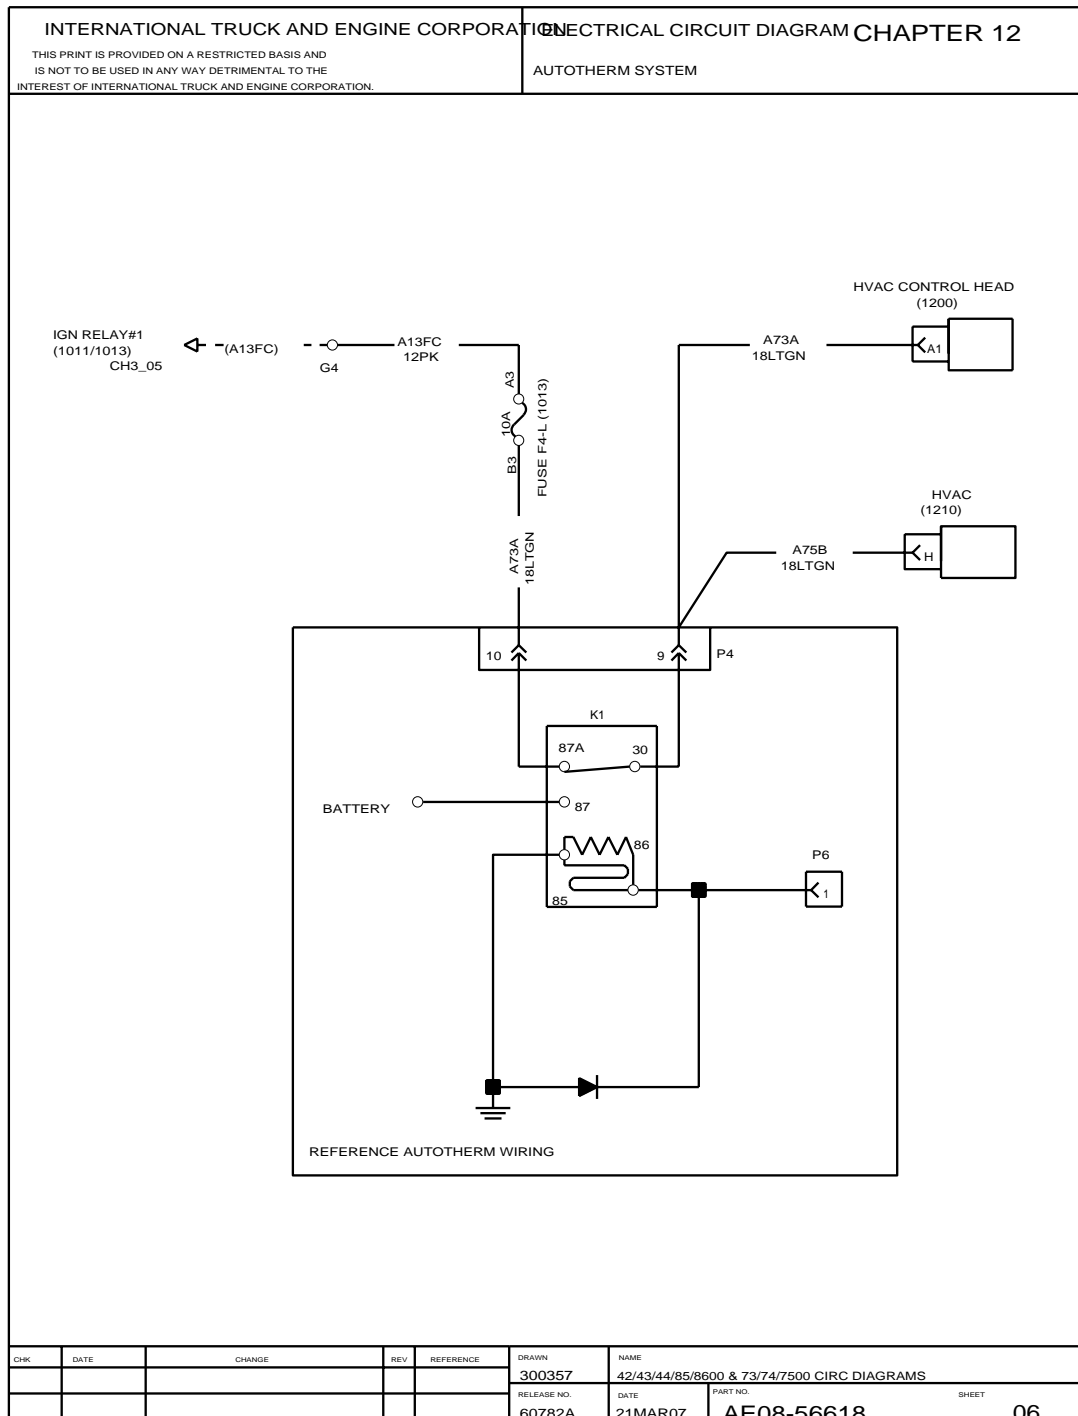 INTERNATIONAL TRUCK AND ENGINE CORPORATION
ELECTRICAL CIRCUIT DIAGRAM CHAPTER 12
THIS PRINT IS PROVIDED ON A RESTRICTED BASIS AND
IS NOT TO BE USED IN ANY WAY DETRIMENTAL TO THE
INTEREST OF INTERNATIONAL TRUCK AND ENGINE CORPORATION.
AUTOTHERM SYSTEM
HVAC CONTROL HEAD
(1200)
A1
IGN RELAY#1
(1011/1013)
CH3_05
(A13FC)
G4
A13FC
12PK
A73A
18LTGN
A3
10A
B3
FUSE F4-L (1013)
HVAC
(1210)
H
A73A
18LTGN
A75B
18LTGN
10
9
P4
K1
87A
30
BATTERY
87
86
85
P6
1
REFERENCE AUTOTHERM WIRING
CHK
DATE
CHANGE
REV
REFERENCE
DRAWN
300357
NAME
42/43/44/85/8600 & 73/74/7500 CIRC DIAGRAMS
RELEASE NO.
60782A
DATE
21MAR07
PART NO.
AE08-56618
SHEET
06